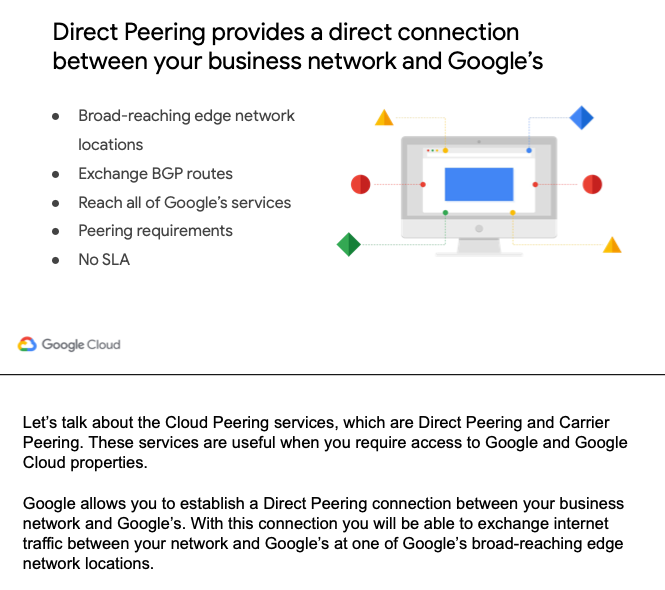 Direct Peering provides a direct connection
between your business network and Google's
● Broad-reaching edge network
locations
● Exchange BGP routes
● Reach all of Google's services
● Peering requirements
● No SLA
Google Cloud
Let's talk about the Cloud Peering services, which are Direct Peering and Carrier
Peering. These services are useful when you require access to Google and Google
Cloud properties.
Google allows you to establish a Direct Peering connection between your business
network and Google's. With this connection you will be able to exchange internet
traffic between your network and Google's at one of Google's broad-reaching edge
network locations.